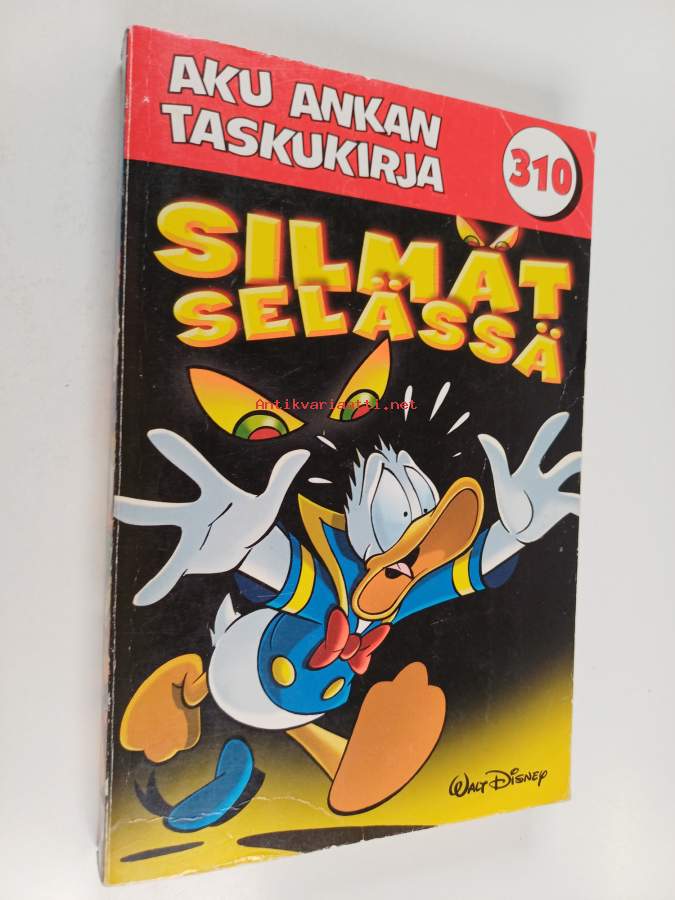 AKU ANKAN
TASKUKIRJA
310
SILMÄT
SELÄSSÄ
Antikvariaatti.net
WALT DISNEY